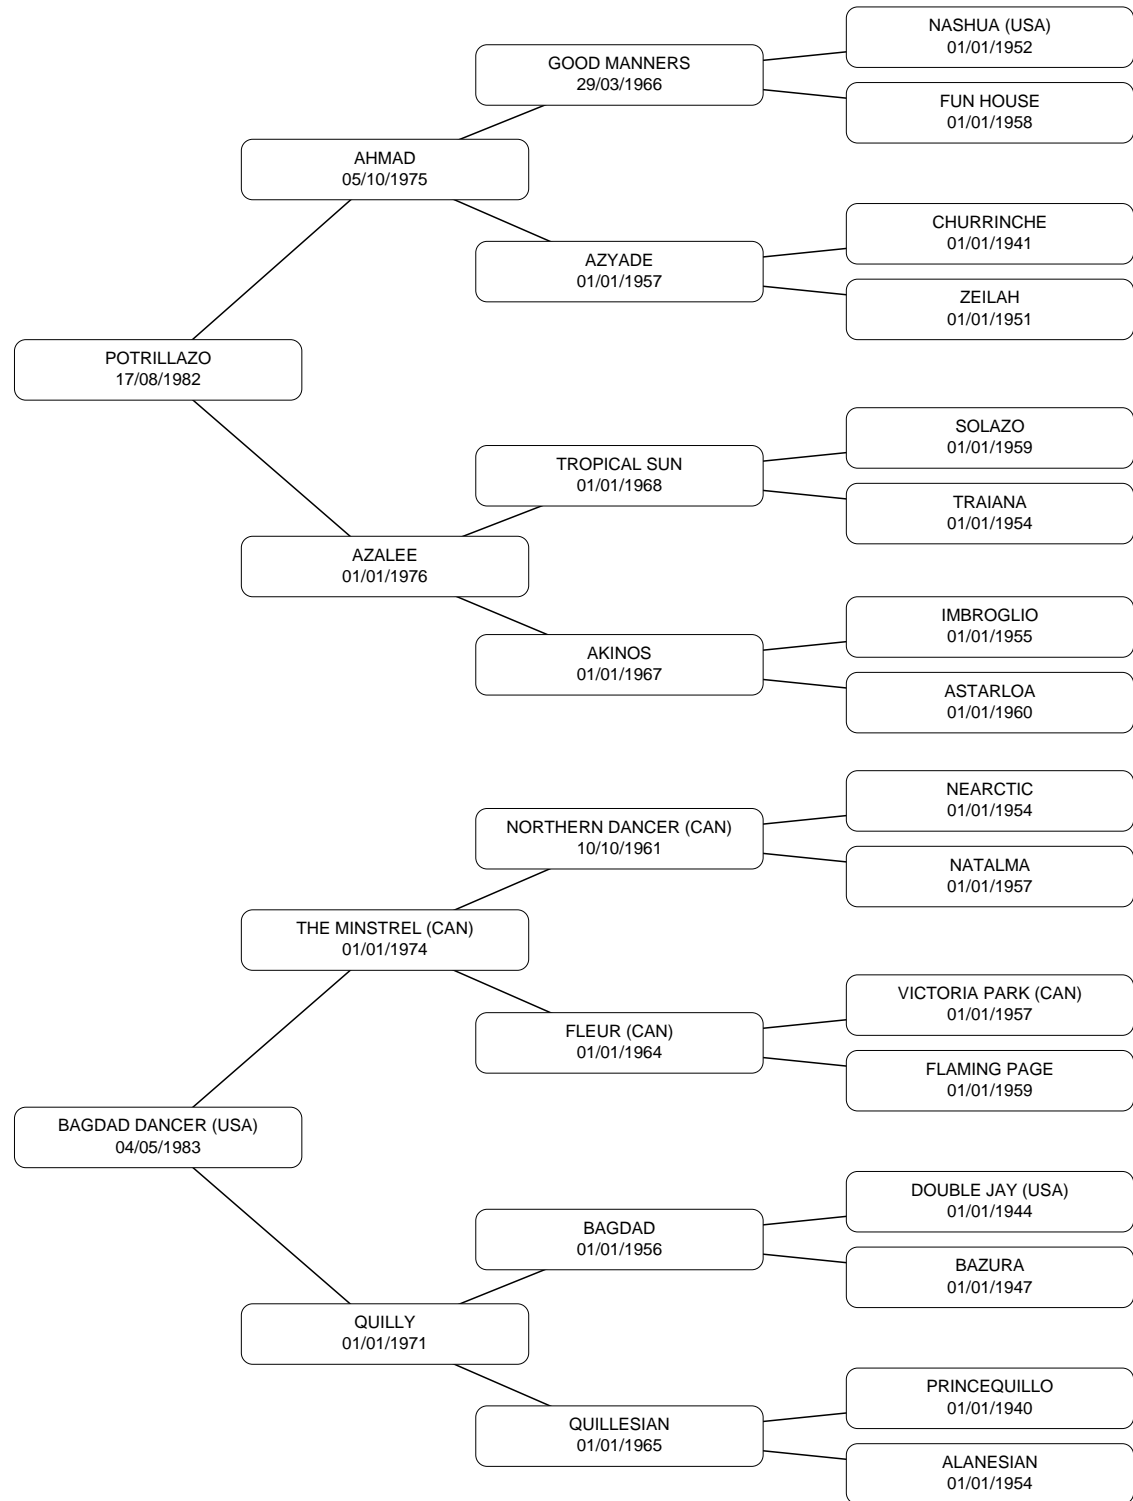 NASHUA (USA)
01/01/1952
GOOD MANNERS
29/03/1966
FUN HOUSE
01/01/1958
AHMAD
05/10/1975
CHURRINCHE
01/01/1941
AZYADE
01/01/1957
ZEILAH
01/01/1951
POTRILLAZO
17/08/1982
SOLAZO
01/01/1959
TROPICAL SUN
01/01/1968
TRAIANA
01/01/1954
AZALEE
01/01/1976
IMBROGLIO
01/01/1955
AKINOS
01/01/1967
ASTARLOA
01/01/1960
NEARCTIC
01/01/1954
NORTHERN DANCER (CAN)
10/10/1961
NATALMA
01/01/1957
THE MINSTREL (CAN)
01/01/1974
VICTORIA PARK (CAN)
01/01/1957
FLEUR (CAN)
01/01/1964
FLAMING PAGE
01/01/1959
BAGDAD DANCER (USA)
04/05/1983
DOUBLE JAY (USA)
01/01/1944
BAGDAD
01/01/1956
BAZURA
01/01/1947
QUILLY
01/01/1971
PRINCEQUILLO
01/01/1940
QUILLESIAN
01/01/1965
ALANESIAN
01/01/1954